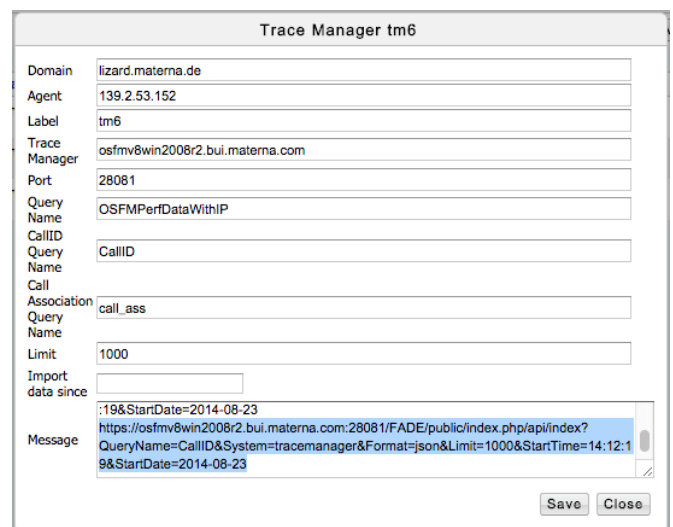 Trace Manager tm6
Domain lizard.materna.de
Agent 139.2.53.152
Label tm6
Trace
Manager osfmv8win2008r2.bui.materna.com
Port 28081
Query
Name OSFMPerfDataWithIP
CallID
Query
Name CallID
Call
Association
Query
Name call_ass
Limit 1000
Import
data since
Message
:19&StartDate=2014-08-23
https://osfmv8win2008r2.bui.materna.com:28081/FADE/public/index.php/api/index?
QueryName=CallID&System=tracemanager&Format=json&Limit=1000&StartTime=14:12:1
9&StartDate=2014-08-23
Save Close